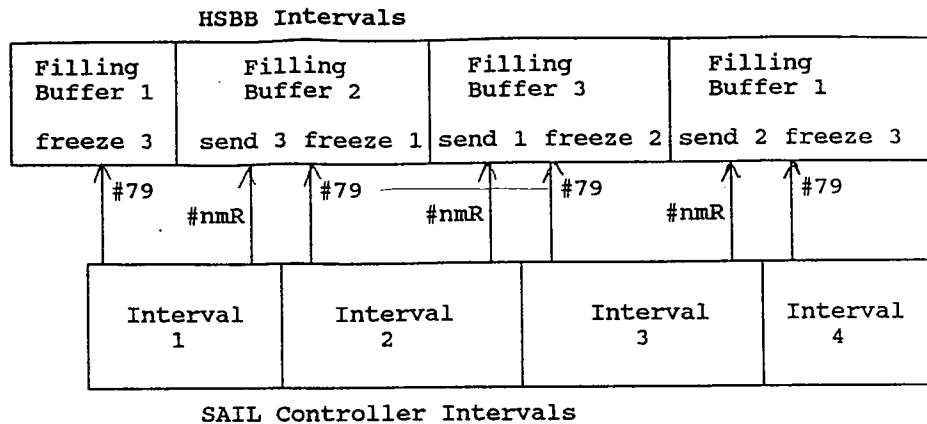 HSBB Intervals
Filling
Buffer 1
freeze 3
Filling
Buffer 2
send 3 freeze 1
Filling
Buffer 3
send 1 freeze 2
Filling
Buffer 1
send 2 freeze 3
#79
#nmR
#79
#nmR
#79
#nmR
#79
Interval
1
Interval
2
Interval
3
Interval
4
SAIL Controller Intervals